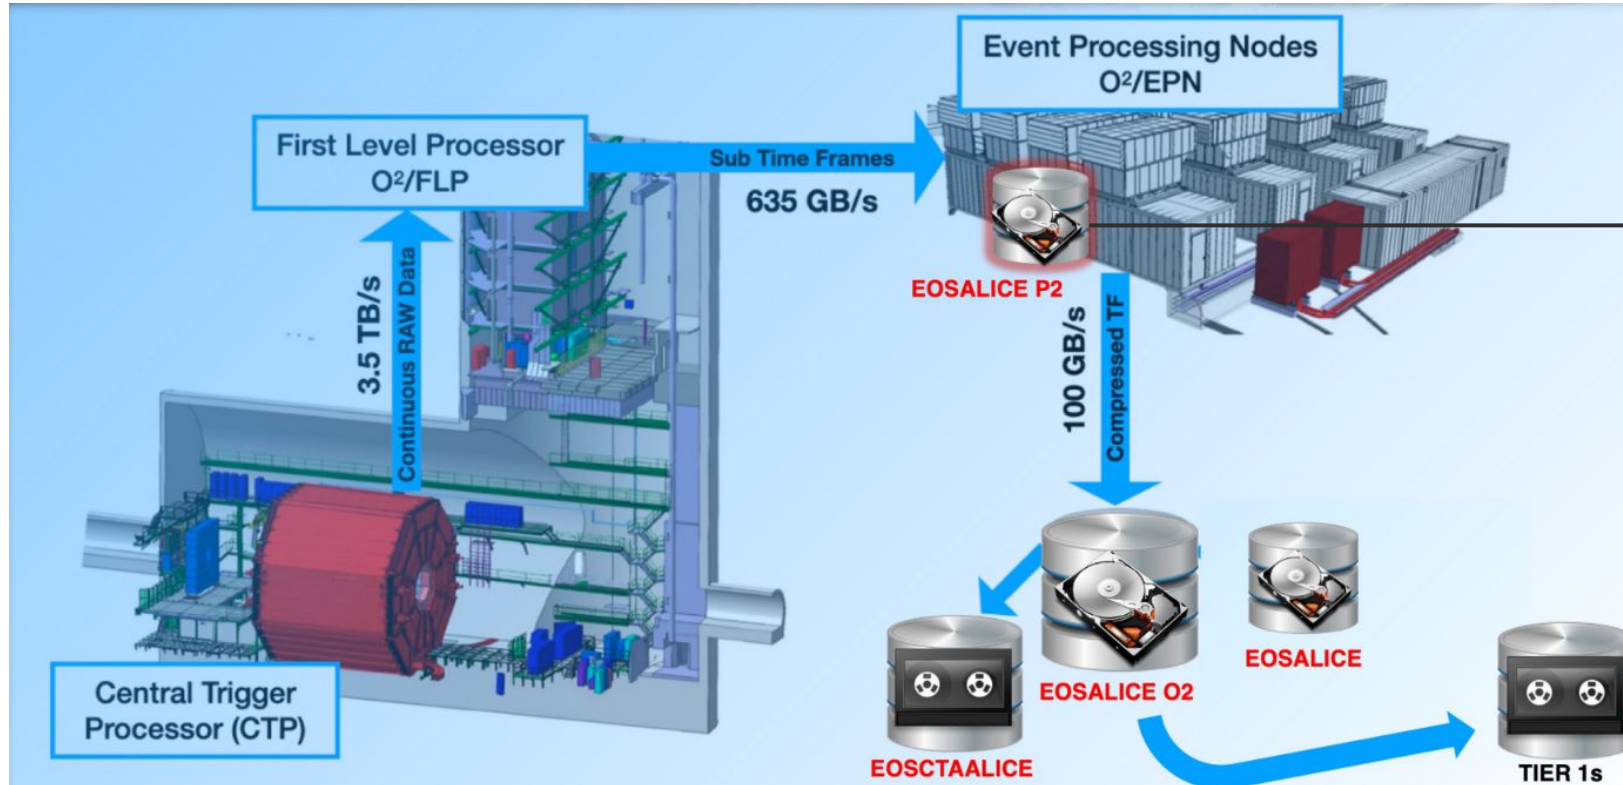 Event Processing Nodes
O²/EPN
First Level Processor
O²/FLP
Sub Time Frames
635 GB/s
EOSALICE P2
3.5 TB/s
Continuous RAW Data
100 GB/s
Compressed TF
Central Trigger
Processor (CTP)
EOSALICE
EOSALICE O2
EOSCTAALICE
TIER 1s